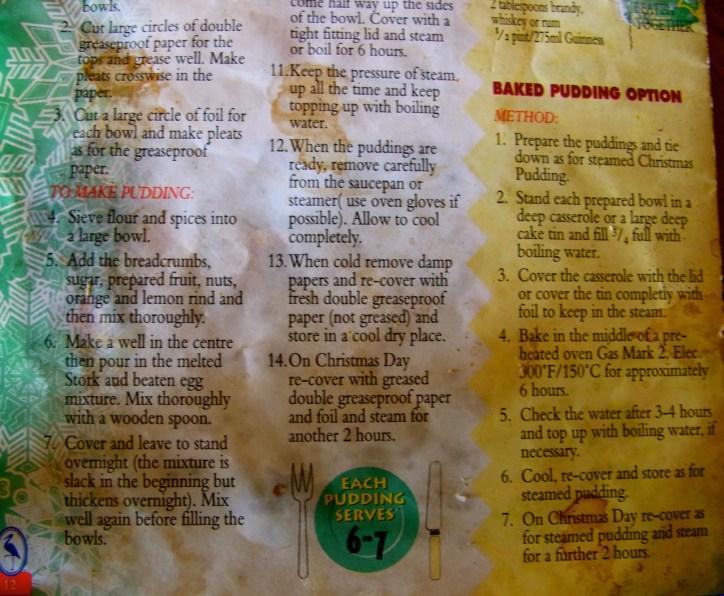 bowls.
2. Cut large circles of double
greaseproof paper for the
tops and grease well. Make
pleats crosswise in the
paper.
3. Cut a large circle of foil for
each bowl and make pleats
as for the greaseproof
paper.
TO MAKE PUDDING:
4. Sieve flour and spices into
a large bowl.
5. Add the breadcrumbs,
sugar, prepared fruit, nuts,
orange and lemon rind and
then mix thoroughly.
6. Make a well in the centre
then pour in the melted
Stork and beaten egg
mixture. Mix thoroughly
with a wooden spoon.
7. Cover and leave to stand
overnight (the mixture is
slack in the beginning but
thickens overnight). Mix
well again before filling the
bowls.
12
come half way up the sides
of the bowl. Cover with a
tight fitting lid and steam
or boil for 6 hours.
11. Keep the pressure of steam
up all the time and keep
topping up with boiling
water.
12. When the puddings are
ready, remove carefully
from the saucepan or
steamer( use oven gloves if
possible). Allow to cool
completely.
13. When cold remove damp
papers and re-cover with
fresh double greaseproof
paper (not greased) and
store in a cool dry place.
14. On Christmas Day
re-cover with greased
double greaseproof paper
and foil and steam for
another 2 hours.
EACH
PUDDING
SERVES
6-7
2 tablespoons brandy,
whiskey or rum
1/2 pint/275ml Guinness
TOGETHER
BAKED PUDDING OPTION
METHOD:
1. Prepare the puddings and tie
down as for steamed Christmas
Pudding.
2. Stand each prepared bowl in a
deep casserole or a large deep
cake tin and fill 3/4 full with
boiling water.
3. Cover the casserole with the lid
or cover the tin completly with
foil to keep in the steam.
4. Bake in the middle of a pre-
heated oven Gas Mark 2. Elec.
300°F/150°C for approximately
6 hours.
5. Check the water after 3-4 hours
and top up with boiling water, if
necessary.
6. Cool, re-cover and store as for
steamed pudding.
7. On Christmas Day re-cover as
for steamed pudding and steam
for a further 2 hours.